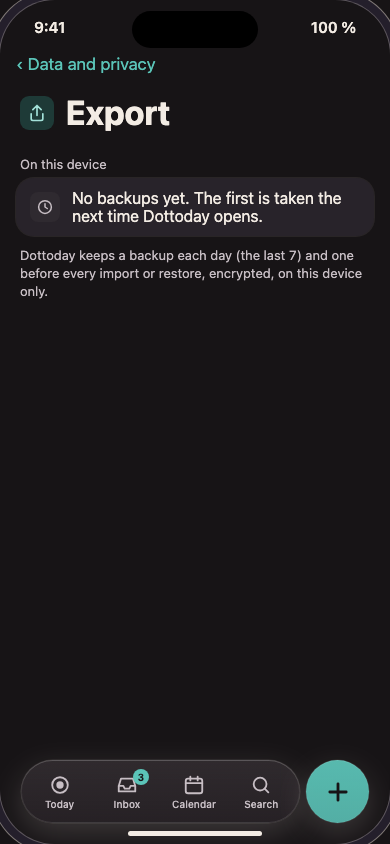 9:41
100 %
‹ Data and privacy
Export
On this device
No backups yet. The first is taken the
next time Dottoday opens.
Dottoday keeps a backup each day (the last 7) and one
before every import or restore, encrypted, on this device
only.
3
Today
Inbox
Calendar
Search